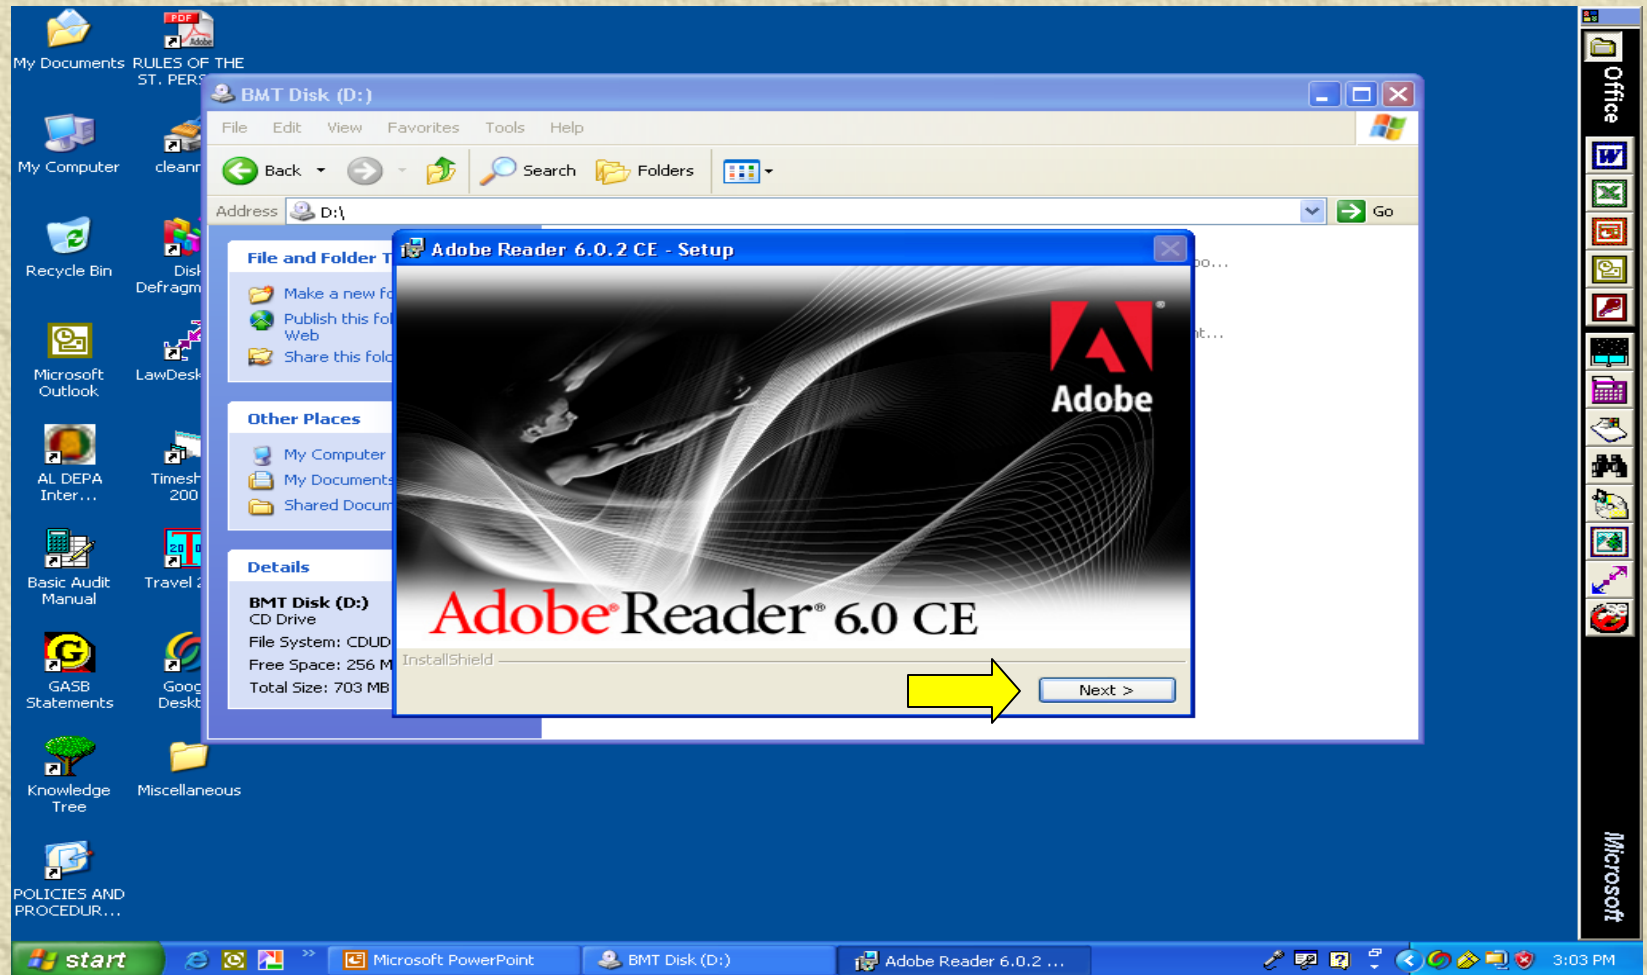 My Documents
RULES OF THE
ST. PERS
My Computer
Recycle Bin
Disk
Defragm
Microsoft
Outlook
LawDesk
AL DEPA
Inter...
Timesh
200
Basic Audit
Manual
Travel 2
GASB
Statements
Goog
Deskt
Knowledge
Tree
Miscellaneous
POLICIES AND
PROCEDUR...
BMT Disk (D:)
File Edit View Favorites Tools Help
Back Search Folders
Address D:\ Go
File and Folder T
Make a new fo
Publish this fol
Web
Share this folc
Other Places
My Computer
My Documents
Shared Docum
Details
BMT Disk (D:)
CD Drive
File System: CDUD
Free Space: 256 M
Total Size: 703 MB
Adobe Reader 6.0.2 CE - Setup
Adobe
Adobe® Reader® 6.0 CE
InstallShield
Next >
Office
Microsoft
start
Microsoft PowerPoint
BMT Disk (D:)
Adobe Reader 6.0.2 ...
3:03 PM